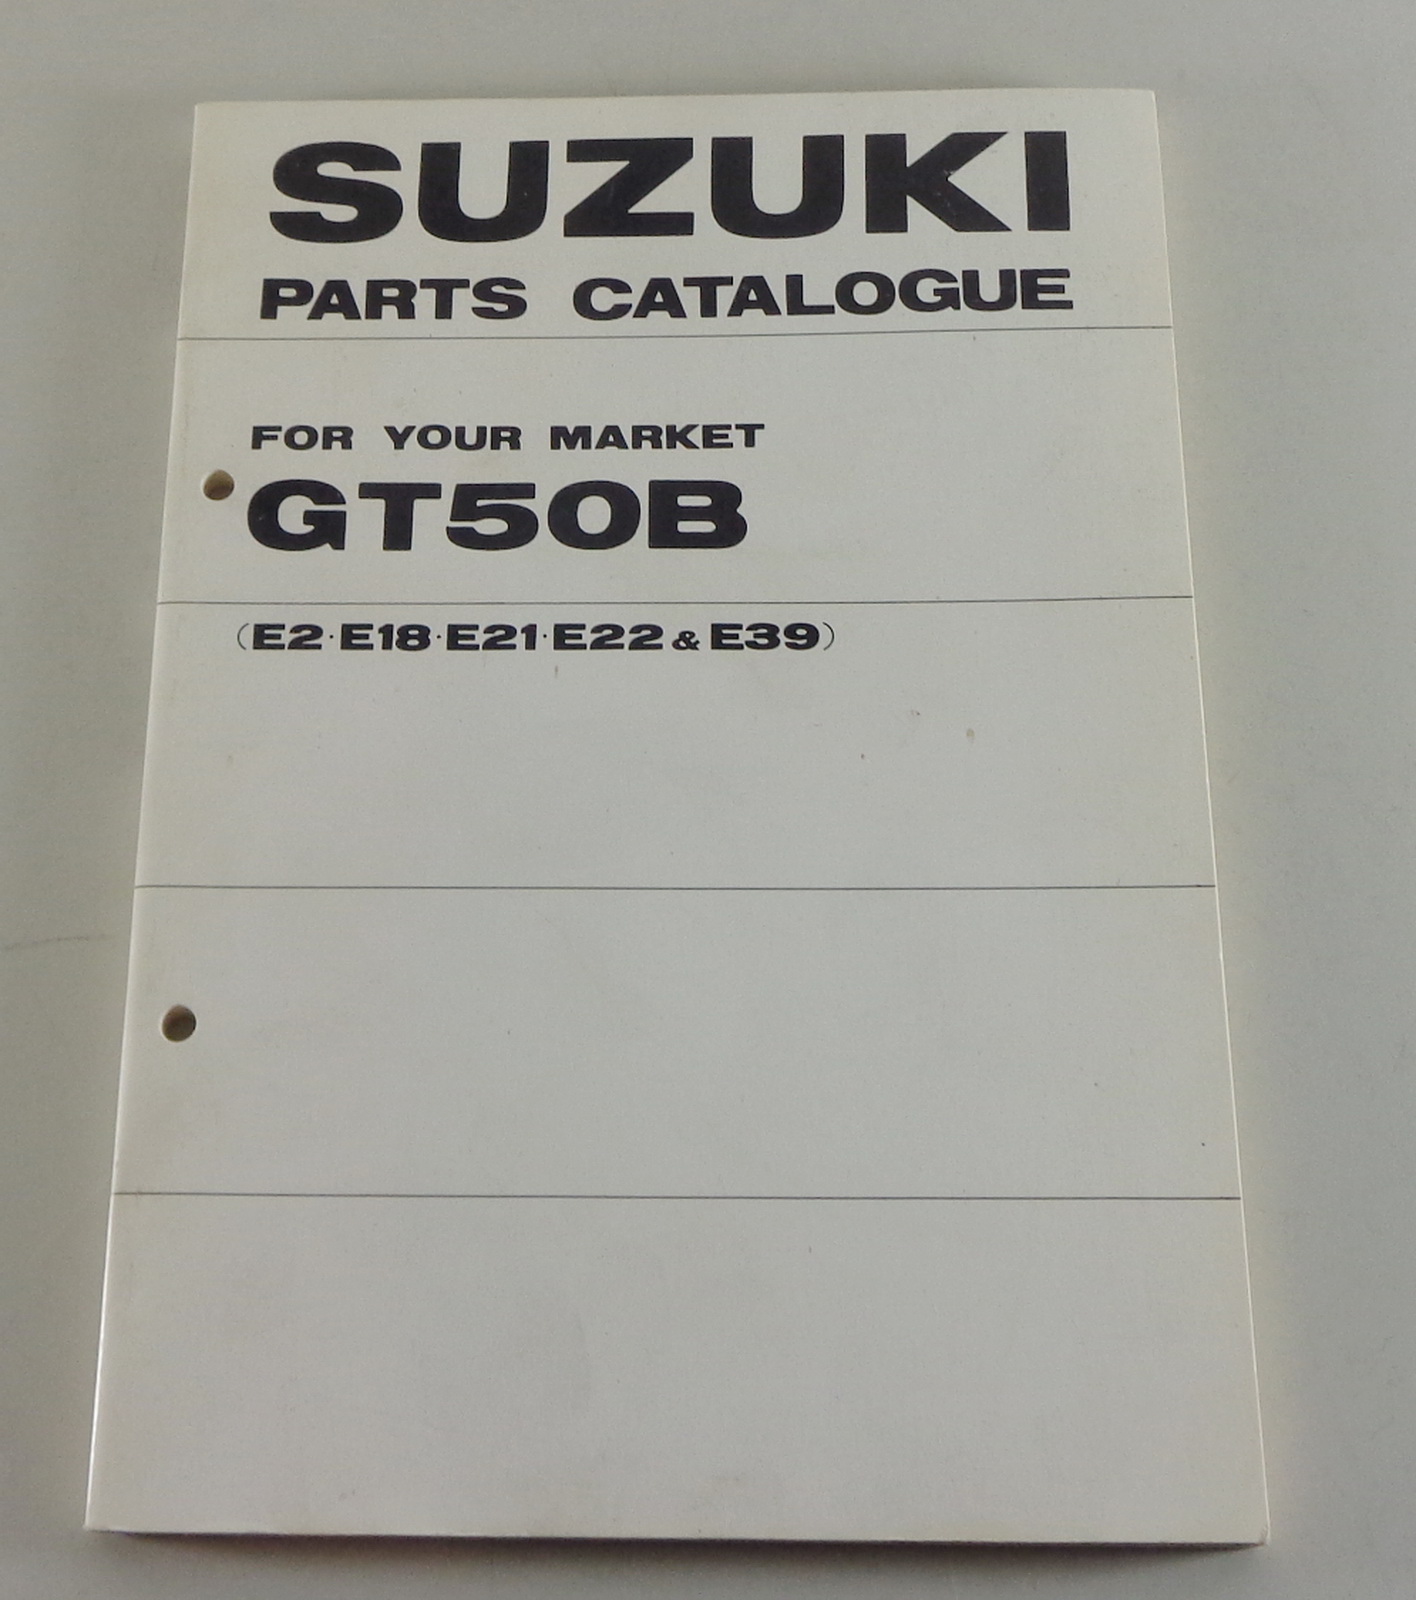 SUZUKI
PARTS CATALOGUE
FOR YOUR MARKET
GT50B
(E2·E18·E21·E22 & E39)